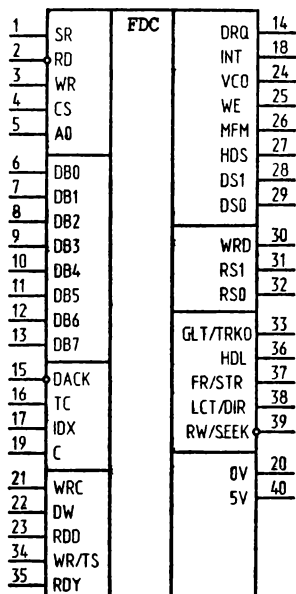 FDC
1 SR
2 RD
3 WR
4 CS
5 A0
6 DB0
7 DB1
8 DB2
9 DB3
10 DB4
11 DB5
12 DB6
13 DB7
15 DACK
16 TC
17 IDX
19 C
21 WRC
22 DW
23 RDD
34 WR/TS
35 RDY
DRQ 14
INT 18
VCO 24
WE 25
MFM 26
HDS 27
DS1 28
DS0 29
WRD 30
RS1 31
RS0 32
GLT/TRK0 33
HDL 36
FR/STR 37
LCT/DIR 38
RW/SEEK 39
0V 20
5V 40